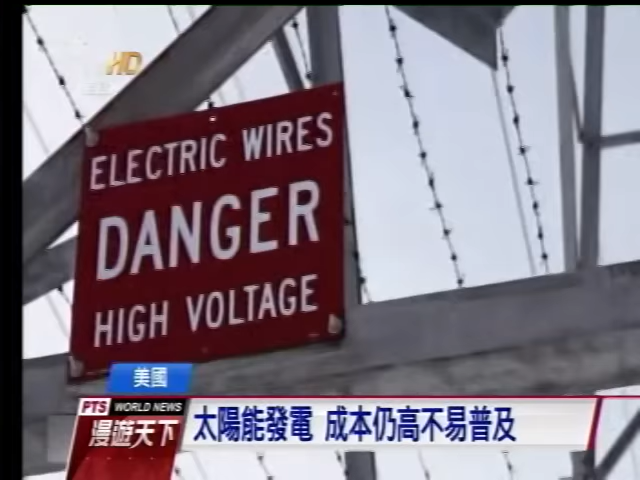 HD
ELECTRIC WIRES
DANGER
HIGH VOLTAGE
美國
PTS WORLD NEWS
漫遊天下
太陽能發電 成本仍高不易普及